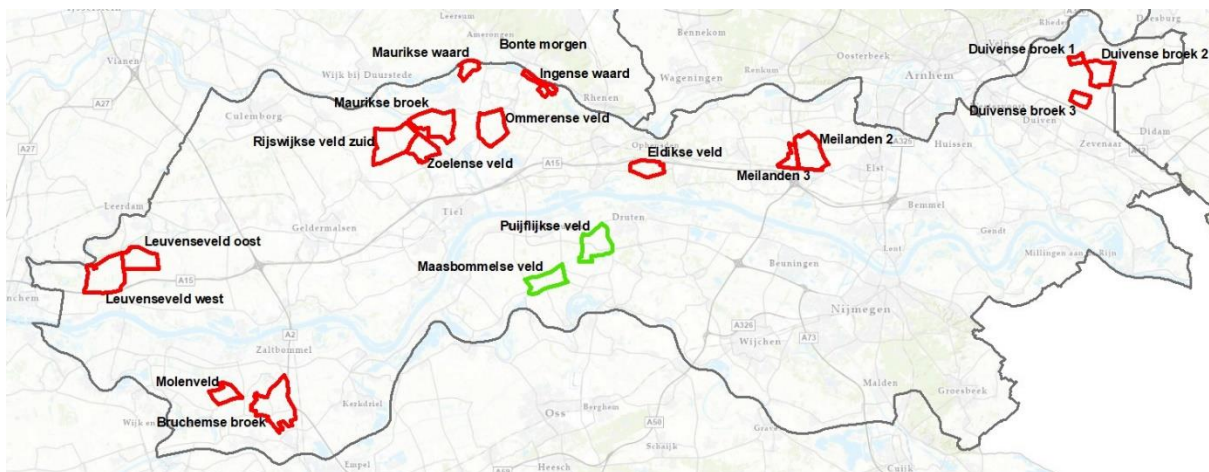 Leersum
Amerongen
Vianen
Maurikse waard
Bonte morgen
Bennekom
Oosterbeek
Arnhem
Duivense broek 1
Duivense broek 2
Wijk bij Duurstede
Ingense waard
Wageningen
Renkum
Rhenen
A27
Culemborg
Maurikse broek
Ommerense veld
Duivense broek 3
Duiven
Didam
Rijswijkse veld zuid
Zoelense veld
A15
Eldikse veld
Meilanden 2
A325
Huissen
Zevenaar
A27
Meilanden 3
Elst
Leerdam
Tiel
Bemmel
Geldermalsen
Puijflijkse veld
Druten
Gendt
Leuvenseveld oost
Lent
Millingen aan de Rijn
Maasbommelse veld
Beuningen
A15
Leuvenseveld west
Nijmegen
A2
A326
A73
Zaltbommel
Wijchen
Molenveld
Malden
Groesbeek
Kerkdriel
Oss
Berghem
Bruchemse broek
A50
Schaijk
Empel
Heesch
Cuijk